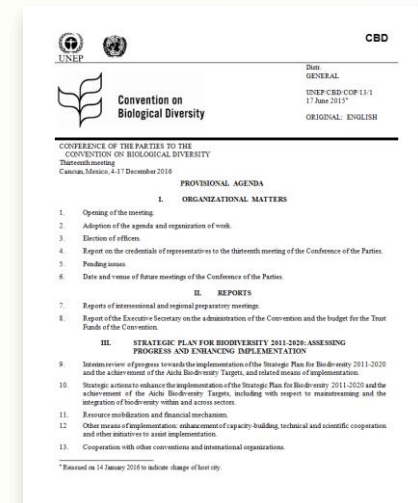 CBD
UNEP
Distr.
GENERAL
UNEP/CBD/COP/13/1
17 June 2015*
ORIGINAL: ENGLISH
Convention on
Biological Diversity
CONFERENCE OF THE PARTIES TO THE
CONVENTION ON BIOLOGICAL DIVERSITY
Thirteenth meeting
Cancun, Mexico, 4-17 December 2016
PROVISIONAL AGENDA
I. ORGANIZATIONAL MATTERS
1. Opening of the meeting.
2. Adoption of the agenda and organization of work.
3. Election of officers.
4. Report on the credentials of representatives to the thirteenth meeting of the Conference of the Parties.
5. Pending issues.
6. Date and venue of future meetings of the Conference of the Parties.
II. REPORTS
7. Reports of intersessional and regional preparatory meetings.
8. Report of the Executive Secretary on the administration of the Convention and the budget for the Trust
Funds of the Convention.
III. STRATEGIC PLAN FOR BIODIVERSITY 2011-2020: ASSESSING
PROGRESS AND ENHANCING IMPLEMENTATION
9. Interim review of progress towards the implementation of the Strategic Plan for Biodiversity 2011-2020
and the achievement of the Aichi Biodiversity Targets, and related means of implementation.
10. Strategic actions to enhance the implementation of the Strategic Plan for Biodiversity 2011-2020 and the
achievement of the Aichi Biodiversity Targets, including with respect to mainstreaming and the
integration of biodiversity within and across sectors.
11. Resource mobilization and financial mechanism.
12 Other means of implementation: enhancement of capacity-building, technical and scientific cooperation
and other initiatives to assist implementation.
13. Cooperation with other conventions and international organizations.
* Reissued on 14 January 2016 to indicate change of host city.